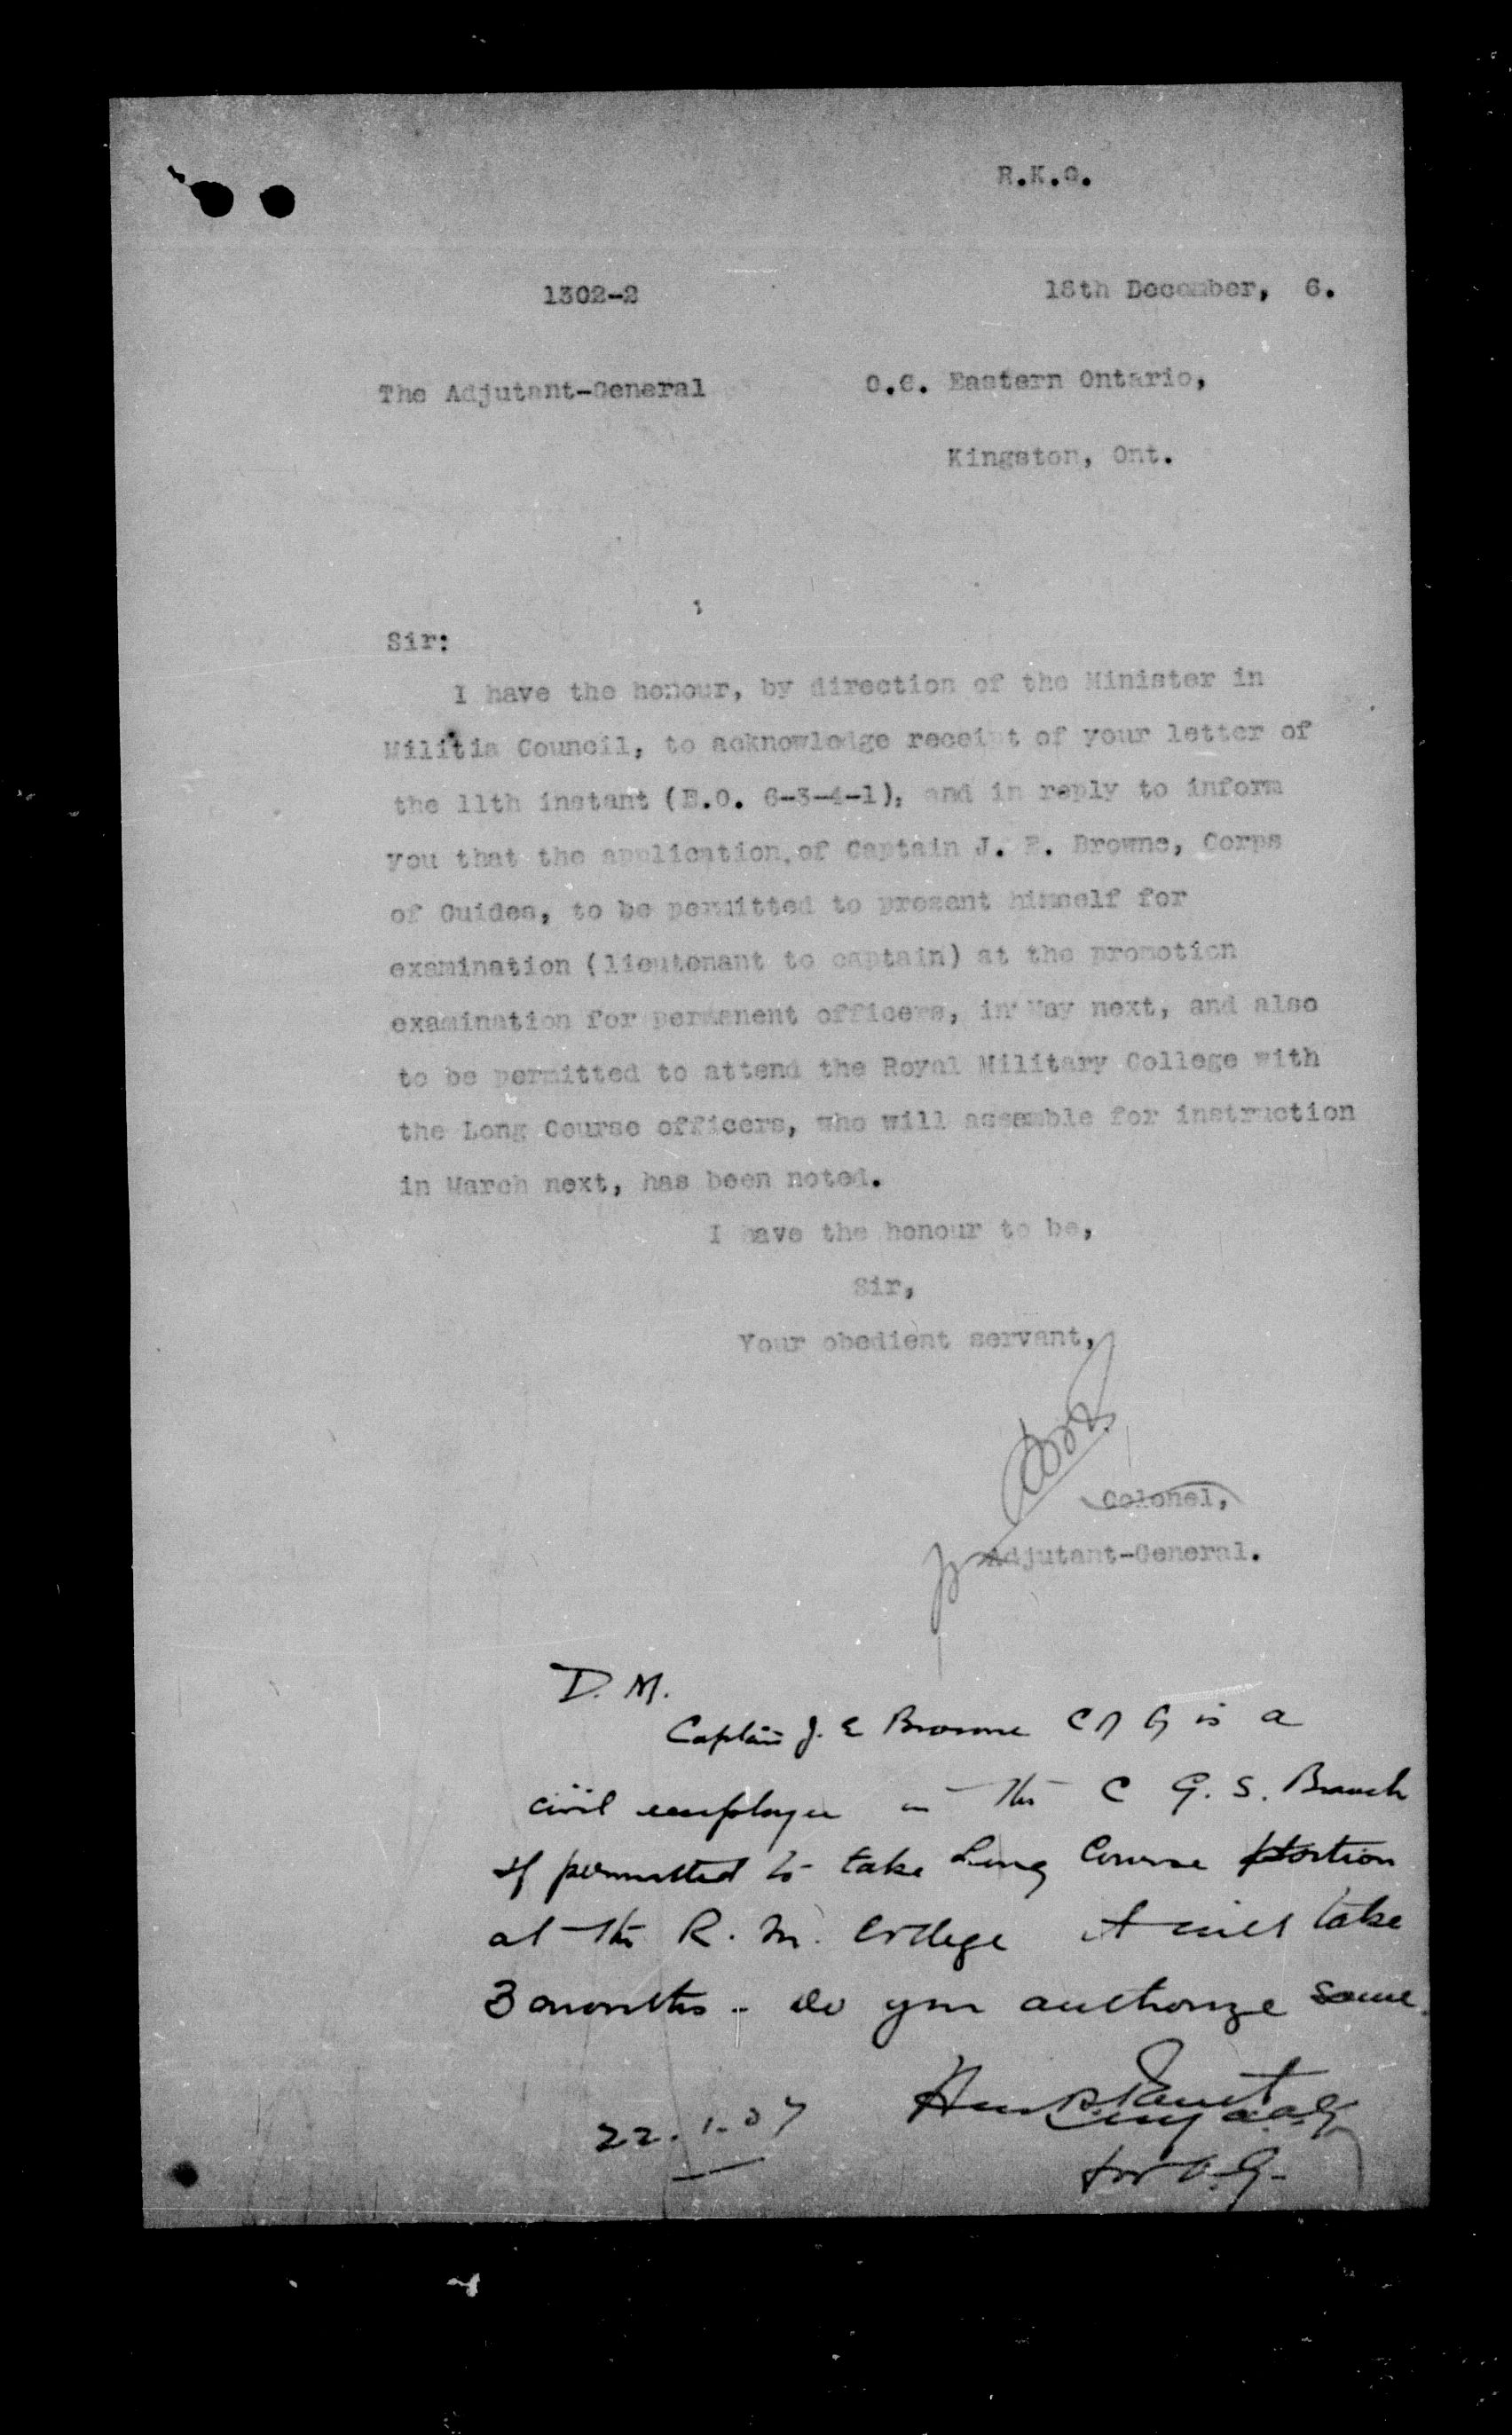 R.K.G.
1302-2 18th December, 6.
The Adjutant-General O.C. Eastern Ontario,
Kingston, Ont.
Sir:
I have the honour, by direction of the Minister in
Militia Council, to acknowledge receipt of your letter of
the 11th instant (E.O. 6-3-4-1), and in reply to inform
you that the application of Captain J. E. Browne, Corps
of Guides, to be permitted to present himself for
examination (lieutenant to captain) at the promotion
examination for permanent officers, in May next, and also
to be permitted to attend the Royal Military College with
the Long Course officers, who will assemble for instruction
in March next, has been noted.
I have the honour to be,
Sir,
Your obedient servant,
Colonel,
Adjutant-General.
D. M.
Captain J. E Browne C of G is a
civil employee in the C G. S. Branch
If permitted to take Long Course portion
at the R. M. College it will take
3 months - do you authorize same
22.1.07
for A.G.